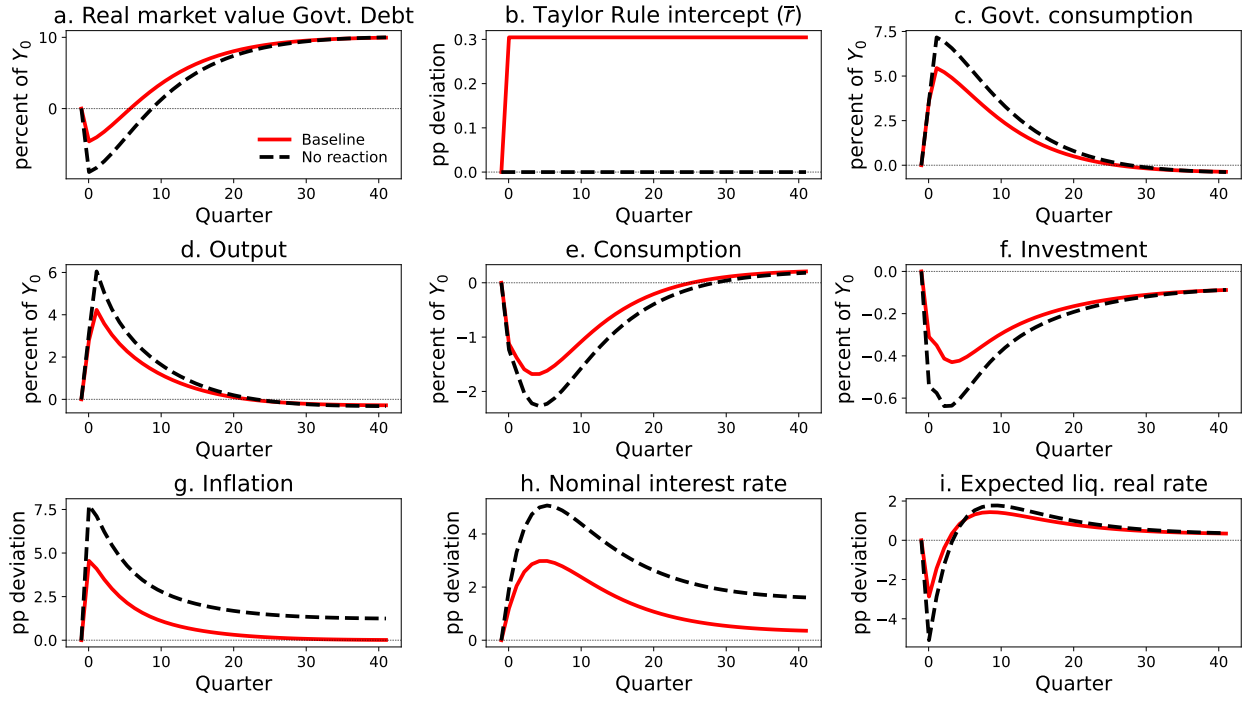 a. Real market value Govt. Debt
percent of Y₀
10
0
Baseline
No reaction
0 10 20 30 40
Quarter
b. Taylor Rule intercept (r̄)
pp deviation
0.3
0.2
0.1
0.0
0 10 20 30 40
Quarter
c. Govt. consumption
percent of Y₀
7.5
5.0
2.5
0.0
0 10 20 30 40
Quarter
d. Output
percent of Y₀
6
4
2
0
0 10 20 30 40
Quarter
e. Consumption
percent of Y₀
0
−1
−2
0 10 20 30 40
Quarter
f. Investment
percent of Y₀
0.0
−0.2
−0.4
−0.6
0 10 20 30 40
Quarter
g. Inflation
pp deviation
7.5
5.0
2.5
0.0
0 10 20 30 40
Quarter
h. Nominal interest rate
pp deviation
4
2
0
0 10 20 30 40
Quarter
i. Expected liq. real rate
pp deviation
2
0
−2
−4
0 10 20 30 40
Quarter